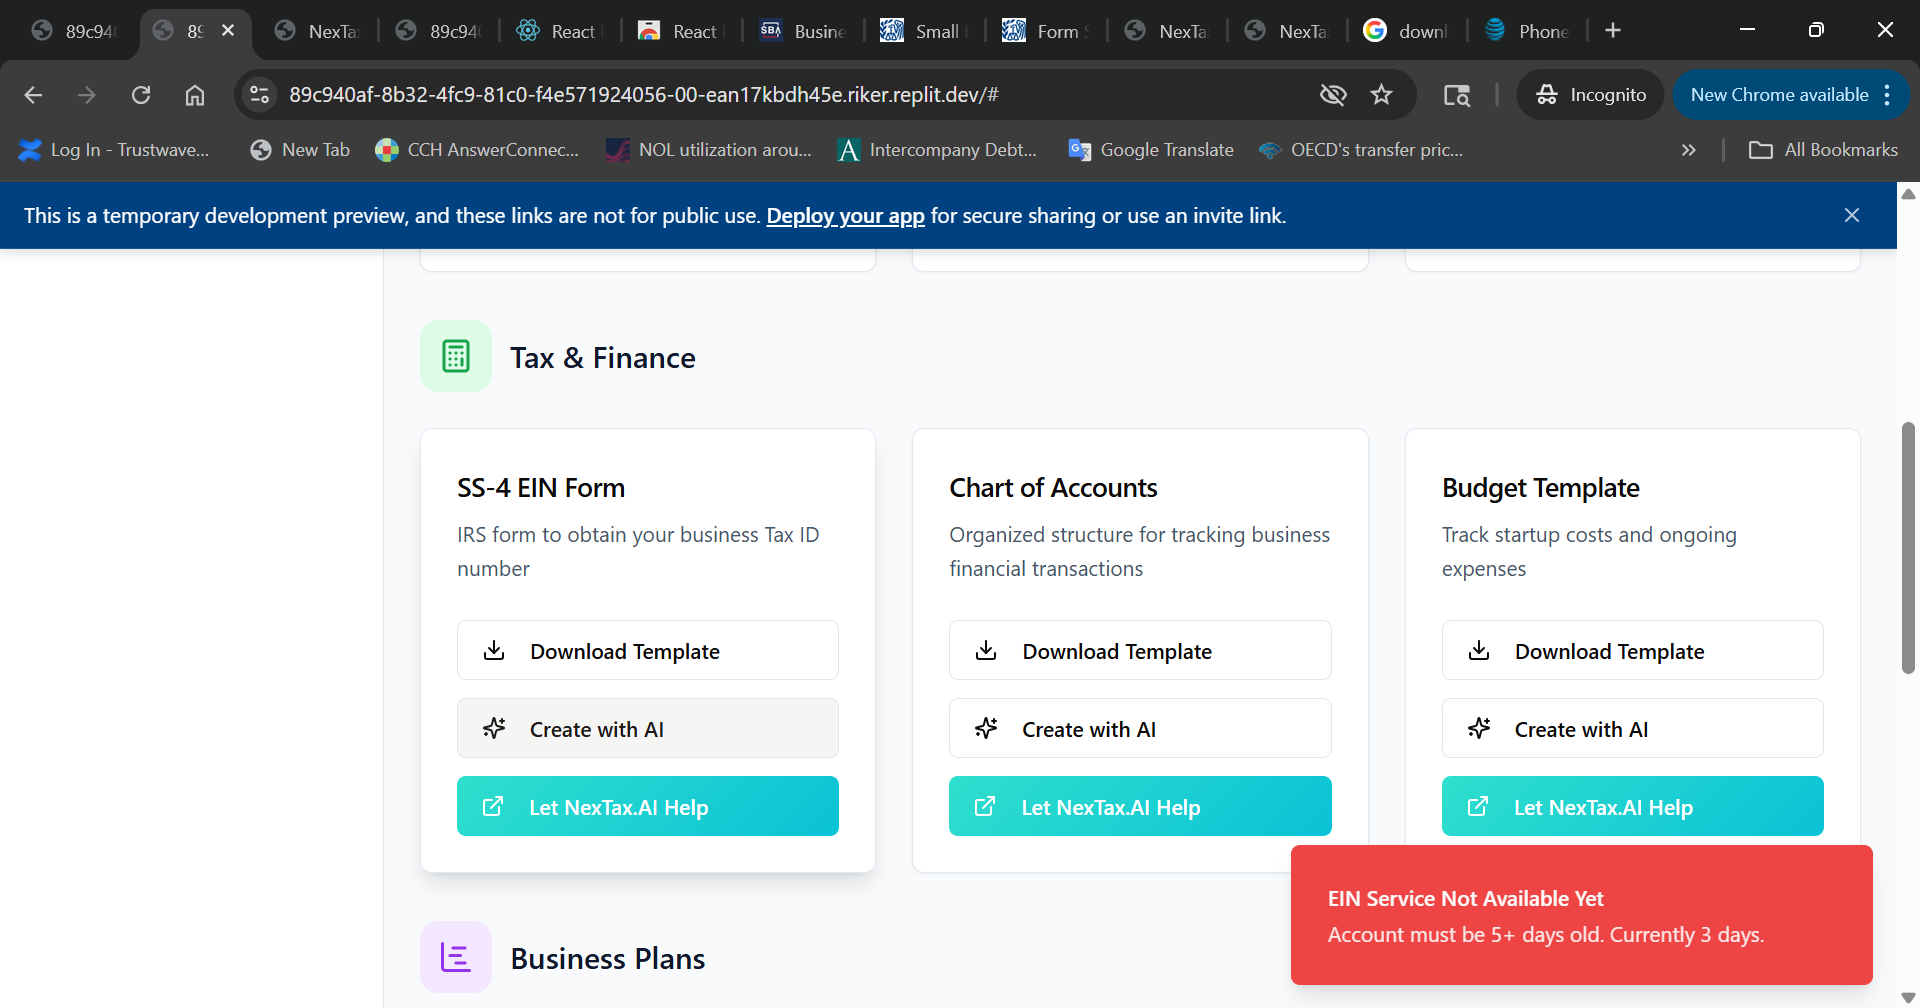 89c94
89
NexTa
89c94
React
React
Busine
Small
Form
NexTa
NexTa
downl
Phone
89c940af-8b32-4fc9-81c0-f4e571924056-00-ean17kbdh45e.riker.replit.dev/#
Incognito
New Chrome available
Log In - Trustwave...
New Tab
CCH AnswerConnec...
NOL utilization arou...
Intercompany Debt...
Google Translate
OECD's transfer pric...
All Bookmarks
This is a temporary development preview, and these links are not for public use. Deploy your app for secure sharing or use an invite link.
Tax & Finance
SS-4 EIN Form
IRS form to obtain your business Tax ID
number
Download Template
Create with AI
Let NexTax.AI Help
Chart of Accounts
Organized structure for tracking business
financial transactions
Download Template
Create with AI
Let NexTax.AI Help
Budget Template
Track startup costs and ongoing
expenses
Download Template
Create with AI
Let NexTax.AI Help
EIN Service Not Available Yet
Account must be 5+ days old. Currently 3 days.
Business Plans